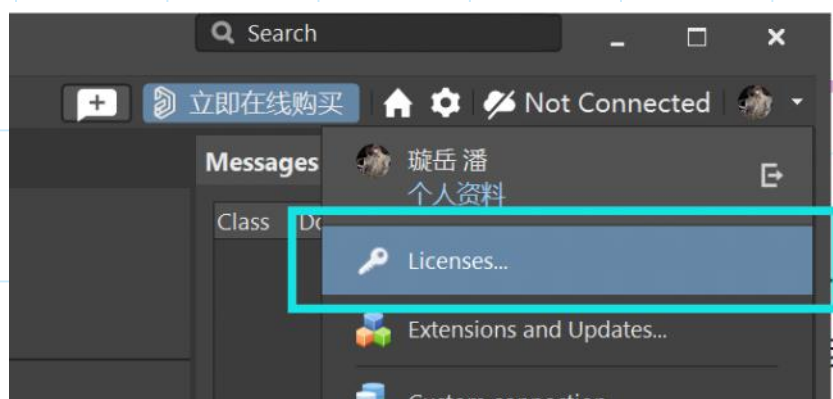 Search
立即在线购买
Not Connected
Messages
璇岳 潘
个人资料
Class
Licenses...
Extensions and Updates...